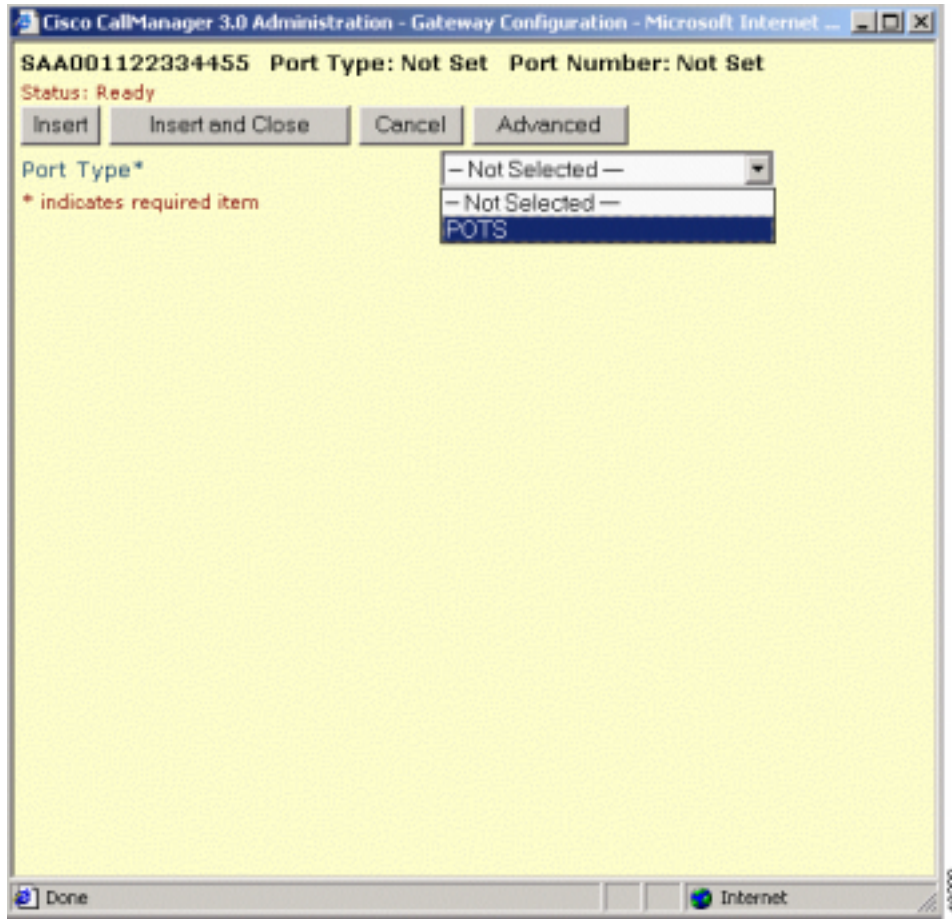 Cisco CallManager 3.0 Administration - Gateway Configuration - Microsoft Internet ...
SAA001122334455 Port Type: Not Set Port Number: Not Set
Status: Ready
Insert Insert and Close Cancel Advanced
Port Type* – Not Selected —
* indicates required item – Not Selected —
POTS
Done Internet